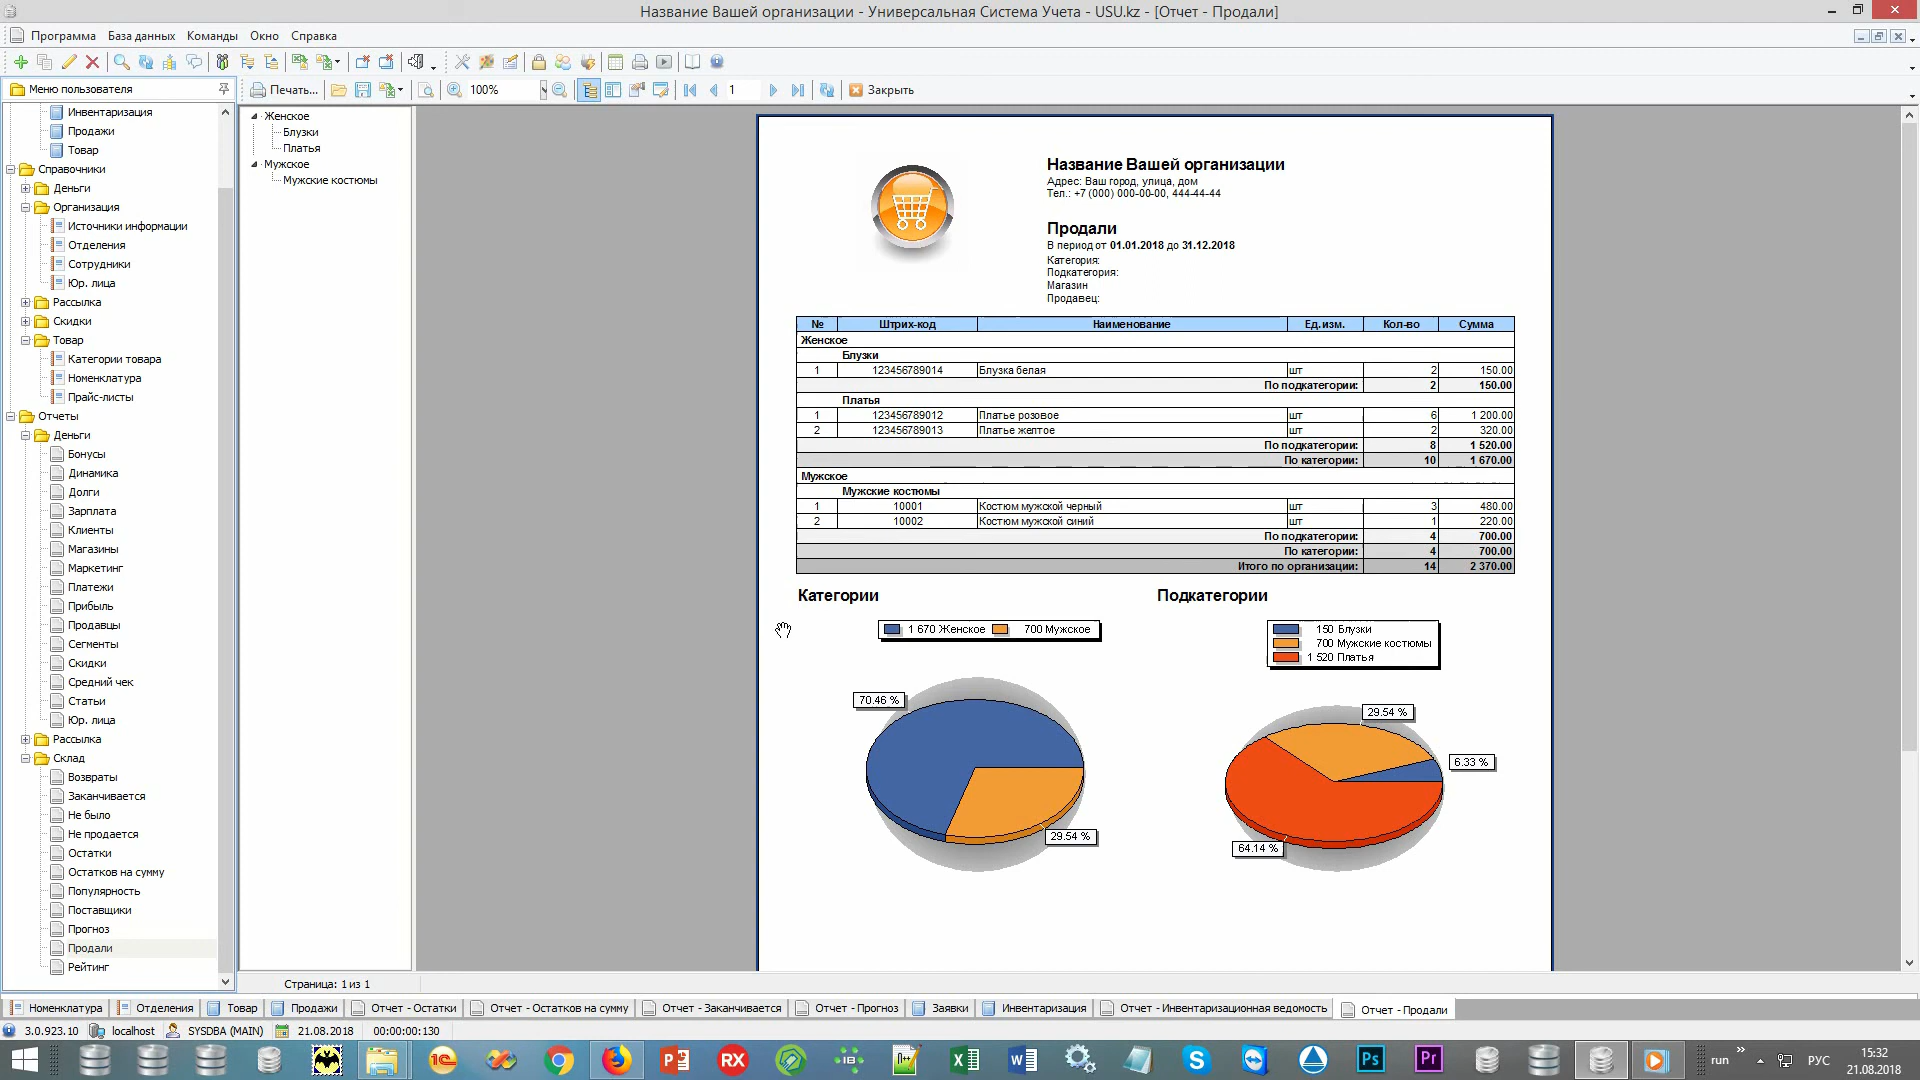 Название Вашей организации - Универсальная Система Учета - USU.kz - [Отчет - Продали]
Программа База данных Команды Окно Справка
Меню пользователя
Печать... 100% 1 Закрыть
Инвентаризация
Продажи
Товар
Справочники
Деньги
Организация
Источники информации
Отделения
Сотрудники
Юр. лица
Рассылка
Скидки
Товар
Категории товара
Номенклатура
Прайс-листы
Отчеты
Деньги
Бонусы
Динамика
Долги
Зарплата
Клиенты
Магазины
Маркетинг
Платежи
Прибыль
Продавцы
Сегменты
Скидки
Средний чек
Статьи
Юр. лица
Рассылка
Склад
Возвраты
Заканчивается
Не было
Не продается
Остатки
Остатков на сумму
Популярность
Поставщики
Прогноз
Продали
Рейтинг
Женское
Блузки
Платья
Мужское
Мужские костюмы
Название Вашей организации
Адрес: Ваш город, улица, дом
Тел.: +7 (000) 000-00-00, 444-44-44
Продали
В период от 01.01.2018 до 31.12.2018
Категория:
Подкатегория:
Магазин
Продавец:
№ Штрих-код Наименование Ед.изм. Кол-во Сумма
Женское
Блузки
1 123456789014 Блузка белая шт 2 150.00
По подкатегории: 2 150.00
Платья
1 123456789012 Платье розовое шт 6 1 200.00
2 123456789013 Платье желтое шт 2 320.00
По подкатегории: 8 1 520.00
По категории: 10 1 670.00
Мужское
Мужские костюмы
1 10001 Костюм мужской черный шт 3 480.00
2 10002 Костюм мужской синий шт 1 220.00
По подкатегории: 4 700.00
По категории: 4 700.00
Итого по организации: 14 2 370.00
Категории
1 670 Женское 700 Мужское
70.46 %
29.54 %
Подкатегории
150 Блузки
700 Мужские костюмы
1 520 Платья
29.54 %
6.33 %
64.14 %
Страница: 1 из 1
Номенклатура Отделения Товар Продажи Отчет - Остатки Отчет - Остатков на сумму Отчет - Заканчивается Отчет - Прогноз Заявки Инвентаризация Отчет - Инвентаризационная ведомость Отчет - Продали
3.0.923.10 localhost SYSDBA (MAIN) 21.08.2018 00:00:00:130
1C P RX IB X W S Ps Pr run » РУС 15:32
21.08.2018